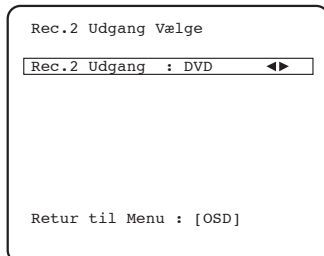 Rec.2 Udgang Vælge
Rec.2 Udgang : DVD ◄►
Retur til Menu : [OSD]